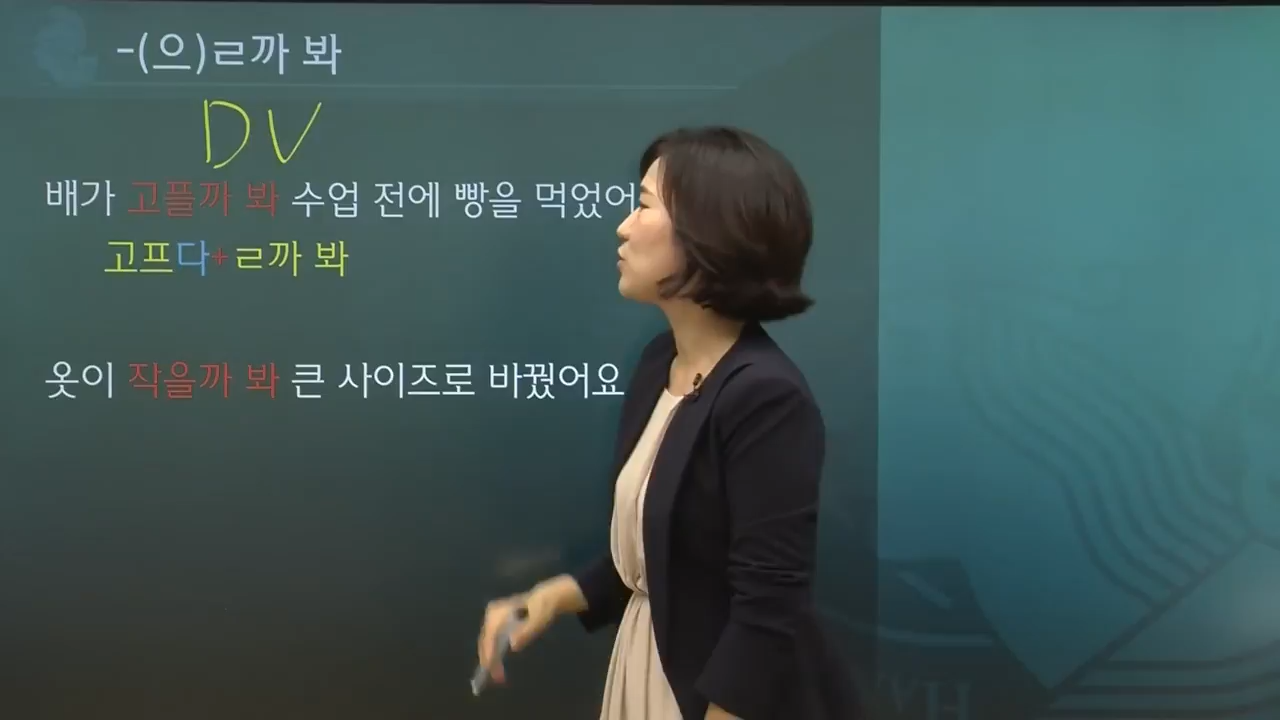 -(으)ㄹ까 봐
DV
배가 고플까 봐 수업 전에 빵을 먹었어
고프다+ㄹ까 봐
옷이 작을까 봐 큰 사이즈로 바꿨어요